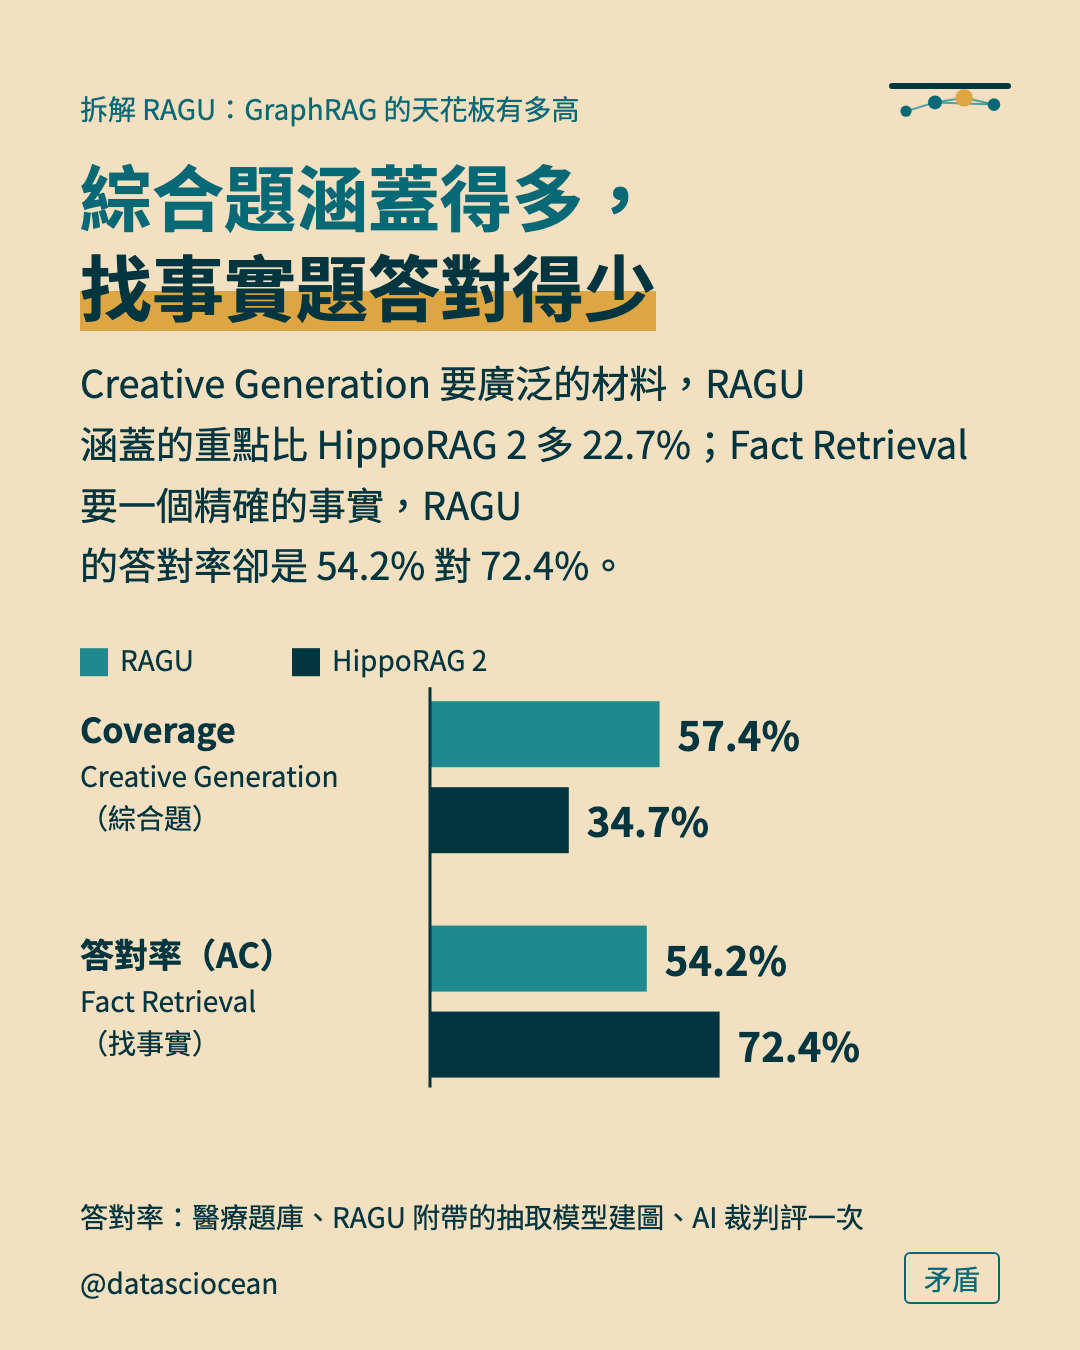 拆解 RAGU：GraphRAG 的天花板有多高
綜合題涵蓋得多，
找事實題答對得少
Creative Generation 要廣泛的材料，RAGU
涵蓋的重點比 HippoRAG 2 多 22.7%；Fact Retrieval
要一個精確的事實，RAGU
的答對率卻是 54.2% 對 72.4%。
RAGU
HippoRAG 2
Coverage
Creative Generation
（綜合題）
57.4%
34.7%
答對率（AC）
Fact Retrieval
（找事實）
54.2%
72.4%
答對率：醫療題庫、RAGU 附帶的抽取模型建圖、AI 裁判評一次
@datasciocean
矛盾